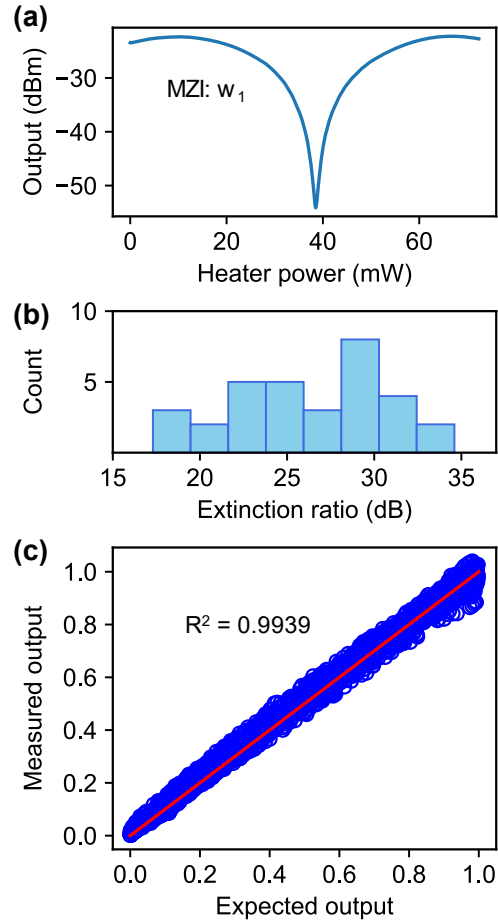 (a)
Output (dBm)
−30
−40
−50
MZI: w₁
0 20 40 60
Heater power (mW)
(b)
Count
10
5
15 20 25 30 35
Extinction ratio (dB)
(c)
Measured output
1.0
0.8
0.6
0.4
0.2
0.0
R² = 0.9939
0.0 0.2 0.4 0.6 0.8 1.0
Expected output